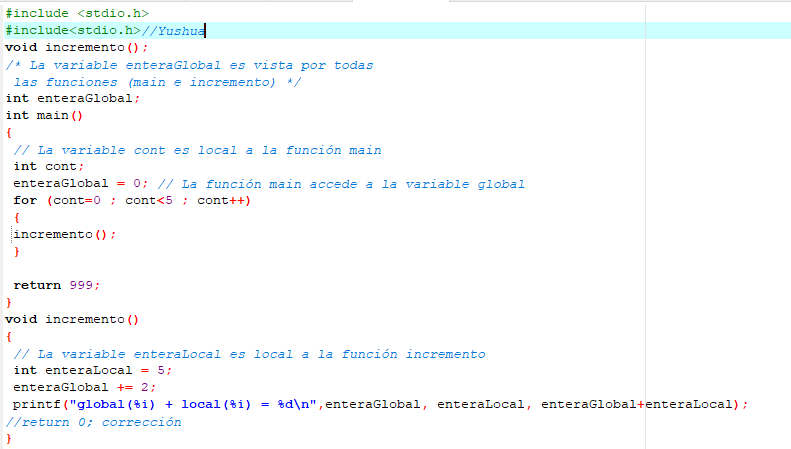 #include <stdio.h>
#include<stdio.h>//Yushua
void incremento();
/* La variable enteraGlobal es vista por todas
las funciones (main e incremento) */
int enteraGlobal;
int main()
{
// La variable cont es local a la función main
int cont;
enteraGlobal = 0; // La función main accede a la variable global
for (cont=0 ; cont<5 ; cont++)
{
incremento();
}
return 999;
}
void incremento()
{
// La variable enteraLocal es local a la función incremento
int enteraLocal = 5;
enteraGlobal += 2;
printf("global(%i) + local(%i) = %d\n",enteraGlobal, enteraLocal, enteraGlobal+enteraLocal);
//return 0; corrección
}